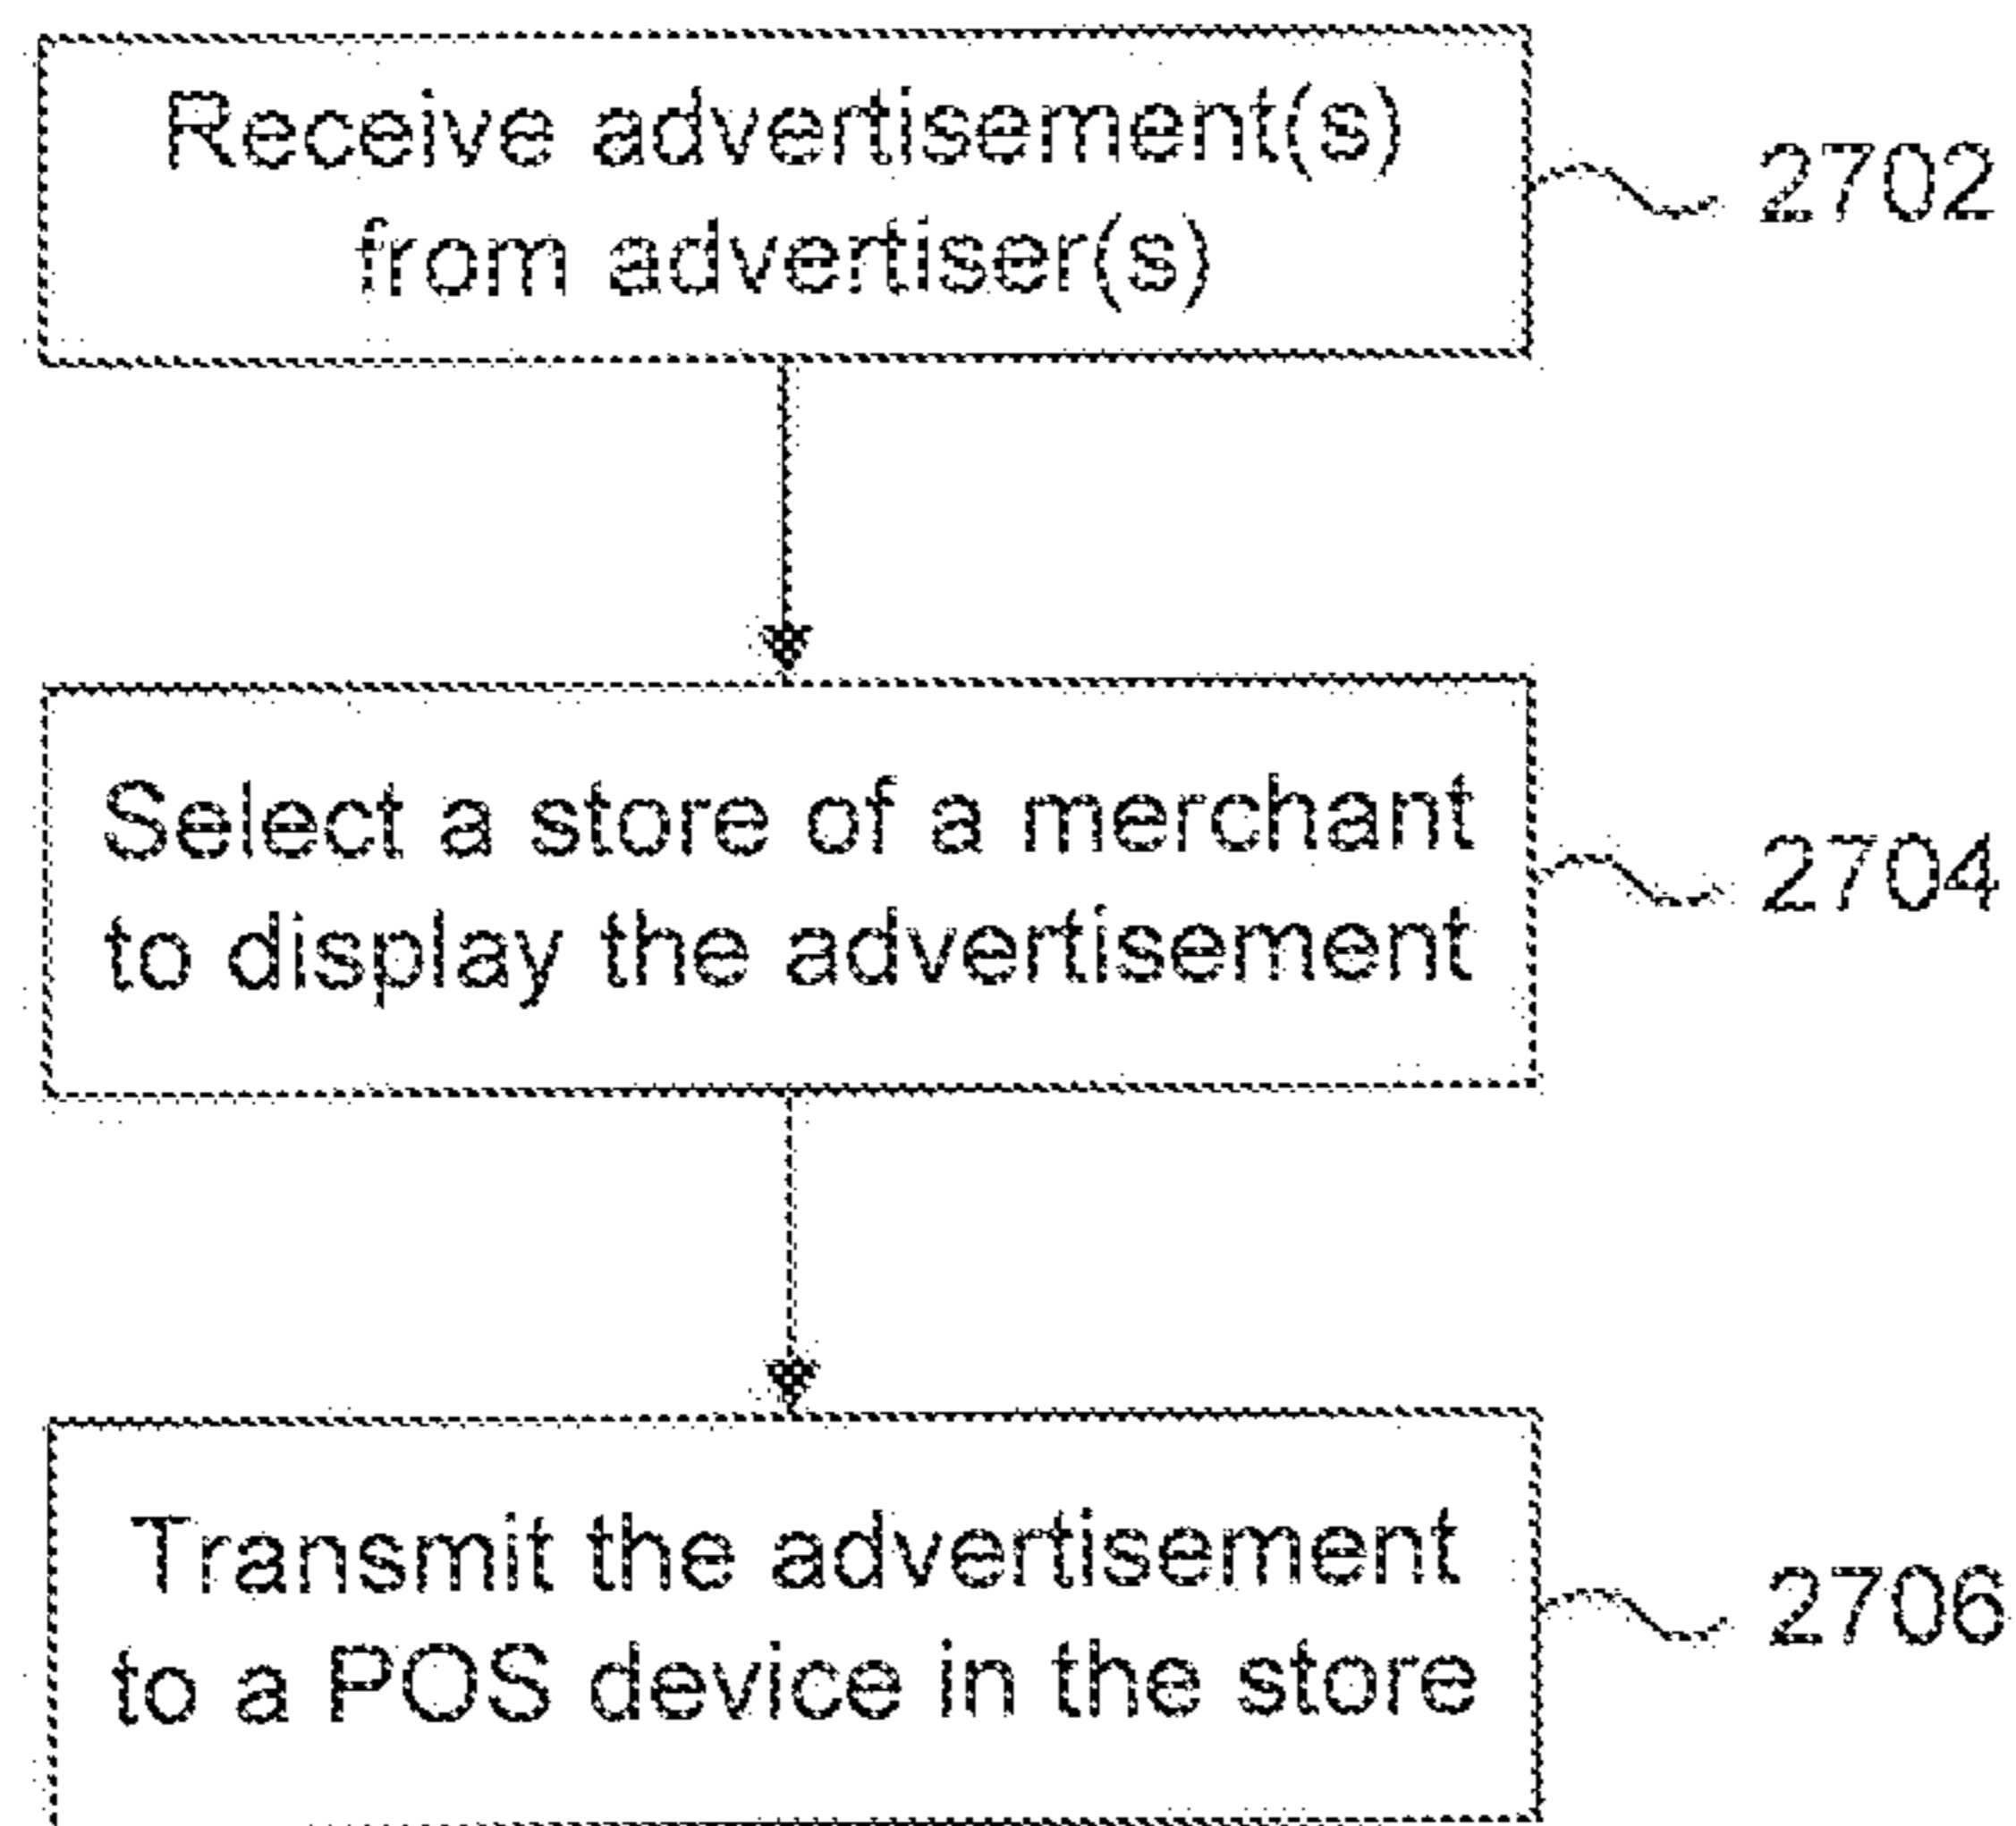 Receive advertisement(s)
from advertiser(s)
2702
Select a store of a merchant
to display the advertisement
2704
Transmit the advertisement
to a POS device in the store
2706